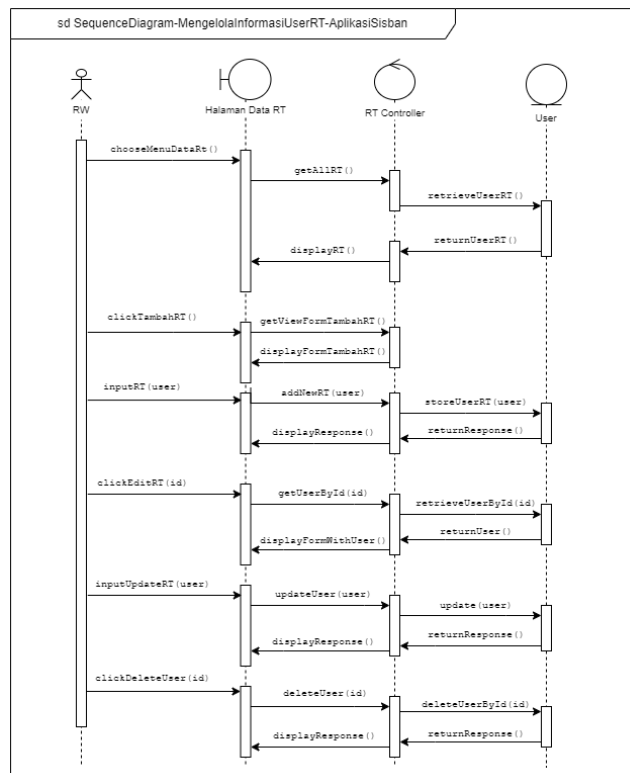 sd SequenceDiagram-MengelolaInformasiUserRT-AplikasiSisban
RW
Halaman Data RT
RT Controller
User
chooseMenuDataRt()
getAllRT()
retrieveUserRT()
returnUserRT()
displayRT()
clickTambahRT()
getViewFormTambahRT()
displayFormTambahRT()
inputRT(user)
addNewRT(user)
storeUserRT(user)
displayResponse()
returnResponse()
clickEditRT(id)
getUserById(id)
retrieveUserById(id)
returnUser()
displayFormWithUser()
inputUpdateRT(user)
updateUser(user)
update(user)
returnResponse()
displayResponse()
clickDeleteUser(id)
deleteUser(id)
deleteUserById(id)
returnResponse()
displayResponse()